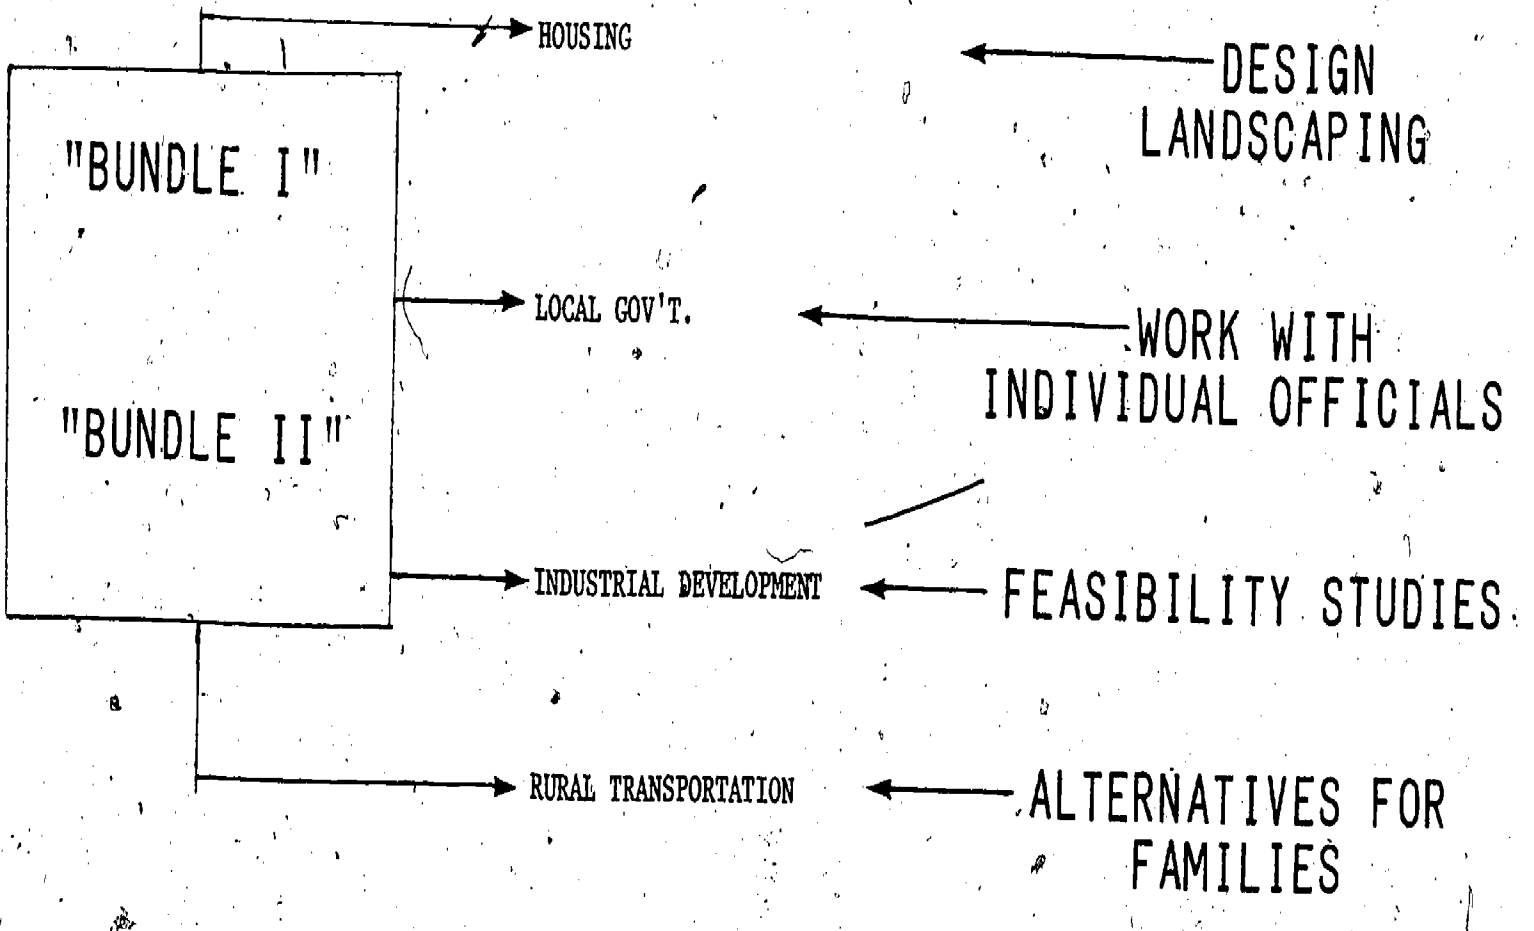 HOUSING
DESIGN
LANDSCAPING
"BUNDLE I"
LOCAL GOV'T.
WORK WITH
INDIVIDUAL OFFICIALS
"BUNDLE II"
INDUSTRIAL DEVELOPMENT
FEASIBILITY STUDIES
RURAL TRANSPORTATION
ALTERNATIVES FOR
FAMILIES